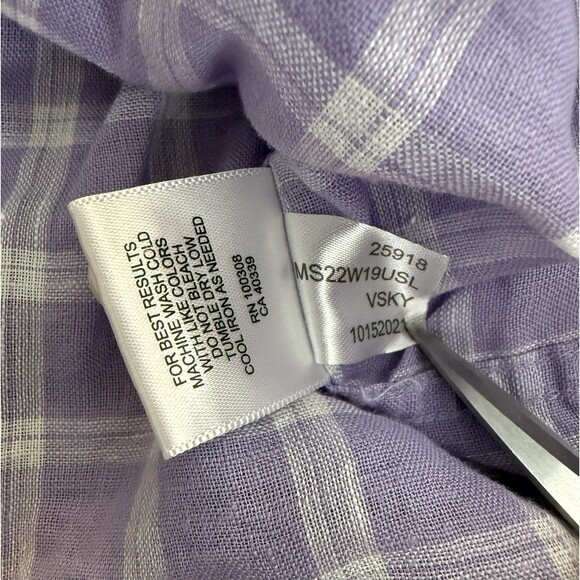 FOR BEST RESULTS
MACHINE WASH COLD
WITH LIKE COLORS
DO NOT BLEACH
TUMBLE DRY LOW
IRON AS NEEDED
COOL IRON
RN 100308
CA 40339
25918
MS22W19USL
VSKY
10152021